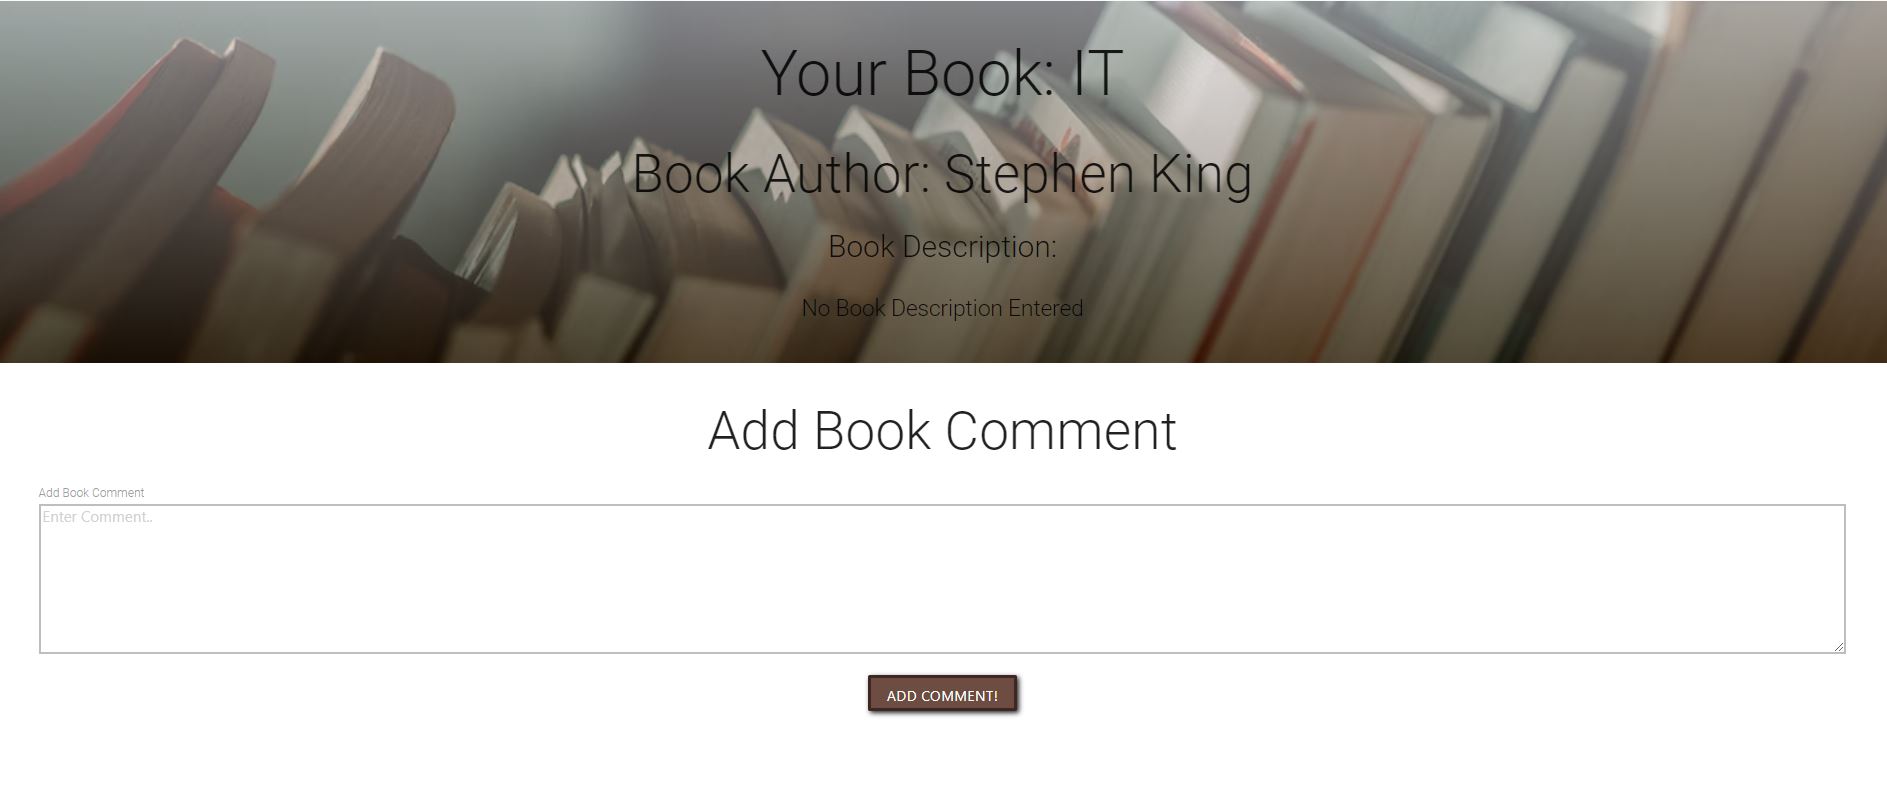 Your Book: IT
Book Author: Stephen King
Book Description:
No Book Description Entered
Add Book Comment
Add Book Comment
Enter Comment..
ADD COMMENT!